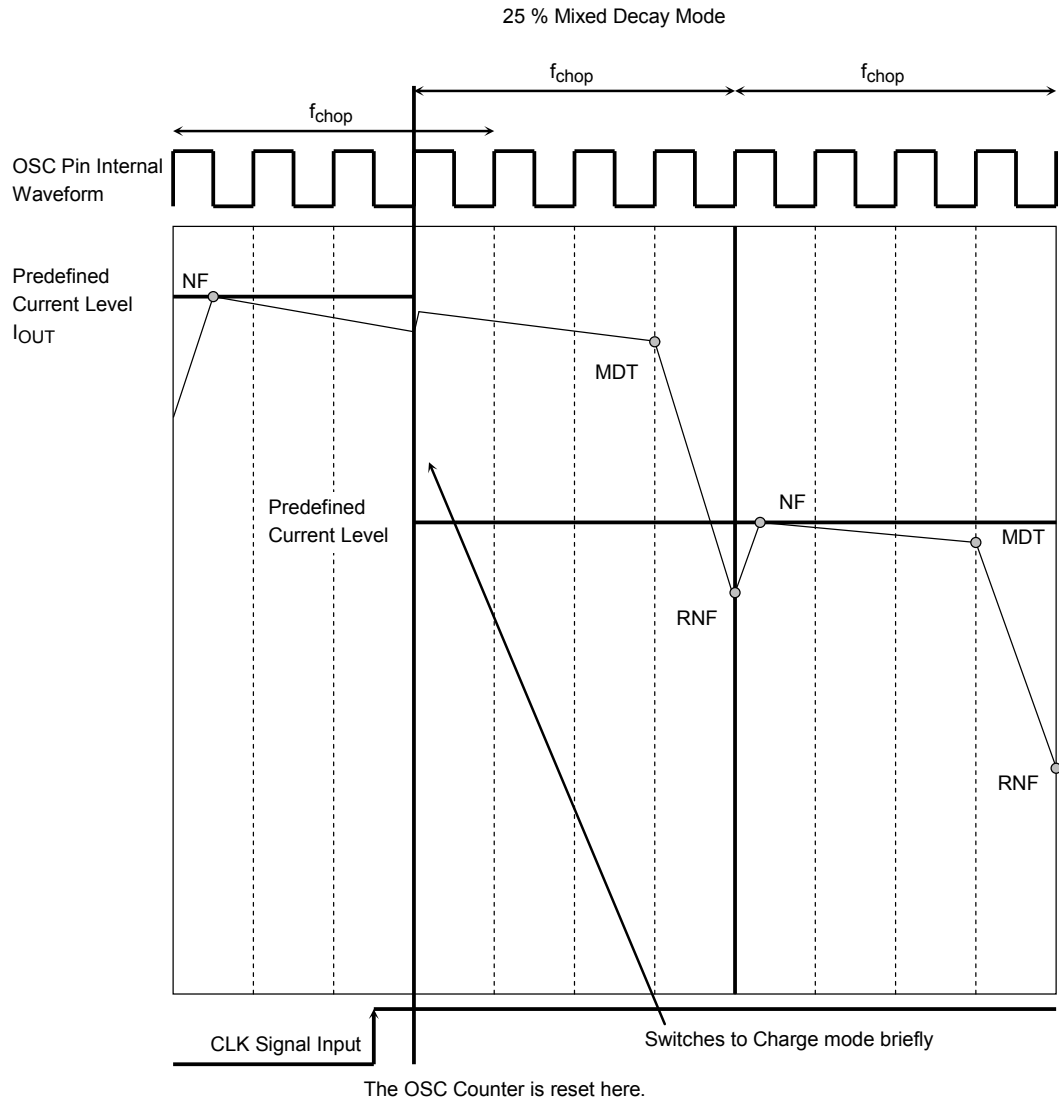 25 % Mixed Decay Mode
fchop
fchop
fchop
OSC Pin Internal
Waveform
Predefined
Current Level
IOUT
NF
MDT
Predefined
Current Level
NF
MDT
RNF
RNF
CLK Signal Input
Switches to Charge mode briefly
The OSC Counter is reset here.